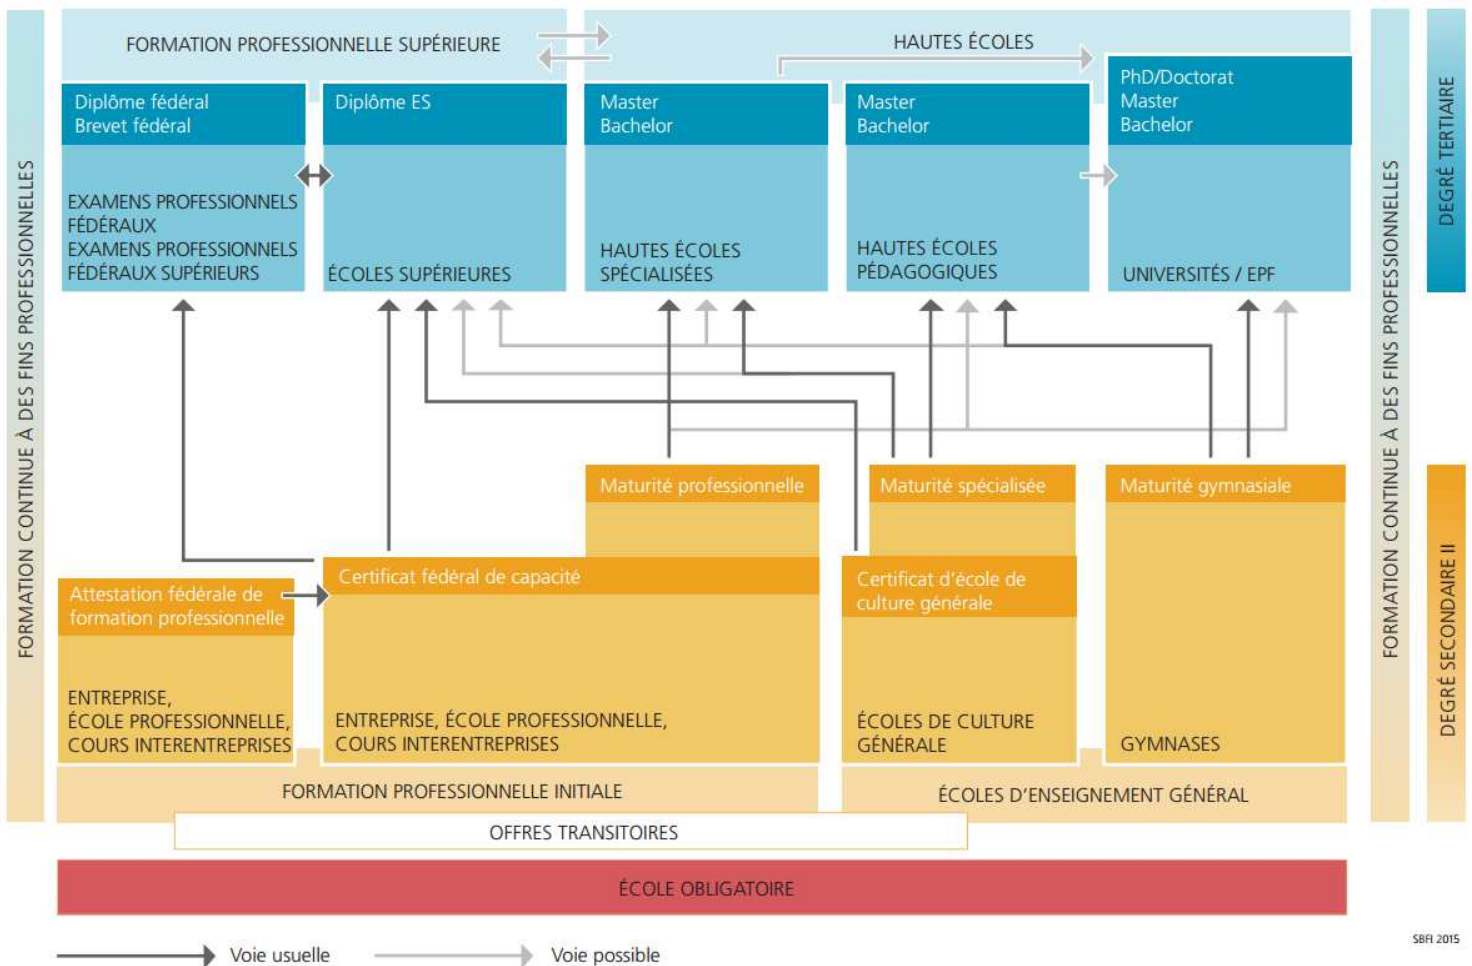 FORMATION PROFESSIONNELLE SUPÉRIEURE
HAUTES ÉCOLES
Diplôme fédéral
Brevet fédéral
Diplôme ES
Master
Bachelor
Master
Bachelor
PhD/Doctorat
Master
Bachelor
EXAMENS PROFESSIONNELS
FÉDÉRAUX
EXAMENS PROFESSIONNELS
FÉDÉRAUX SUPÉRIEURS
ÉCOLES SUPÉRIEURES
HAUTES ÉCOLES
SPÉCIALISÉES
HAUTES ÉCOLES
PÉDAGOGIQUES
UNIVERSITÉS / EPF
FORMATION CONTINUE À DES FINS PROFESSIONNELLES
FORMATION CONTINUE À DES FINS PROFESSIONNELLES
DEGRÉ TERTIAIRE
DEGRÉ SECONDAIRE II
Maturité professionnelle
Maturité spécialisée
Maturité gymnasiale
Attestation fédérale de
formation professionnelle
Certificat fédéral de capacité
Certificat d'école de
culture générale
ENTREPRISE,
ÉCOLE PROFESSIONNELLE,
COURS INTERENTREPRISES
ENTREPRISE, ÉCOLE PROFESSIONNELLE,
COURS INTERENTREPRISES
ÉCOLES DE CULTURE
GÉNÉRALE
GYMNASES
FORMATION PROFESSIONNELLE INITIALE
ÉCOLES D'ENSEIGNEMENT GÉNÉRAL
OFFRES TRANSITOIRES
ÉCOLE OBLIGATOIRE
Voie usuelle
Voie possible
SBFI 2015